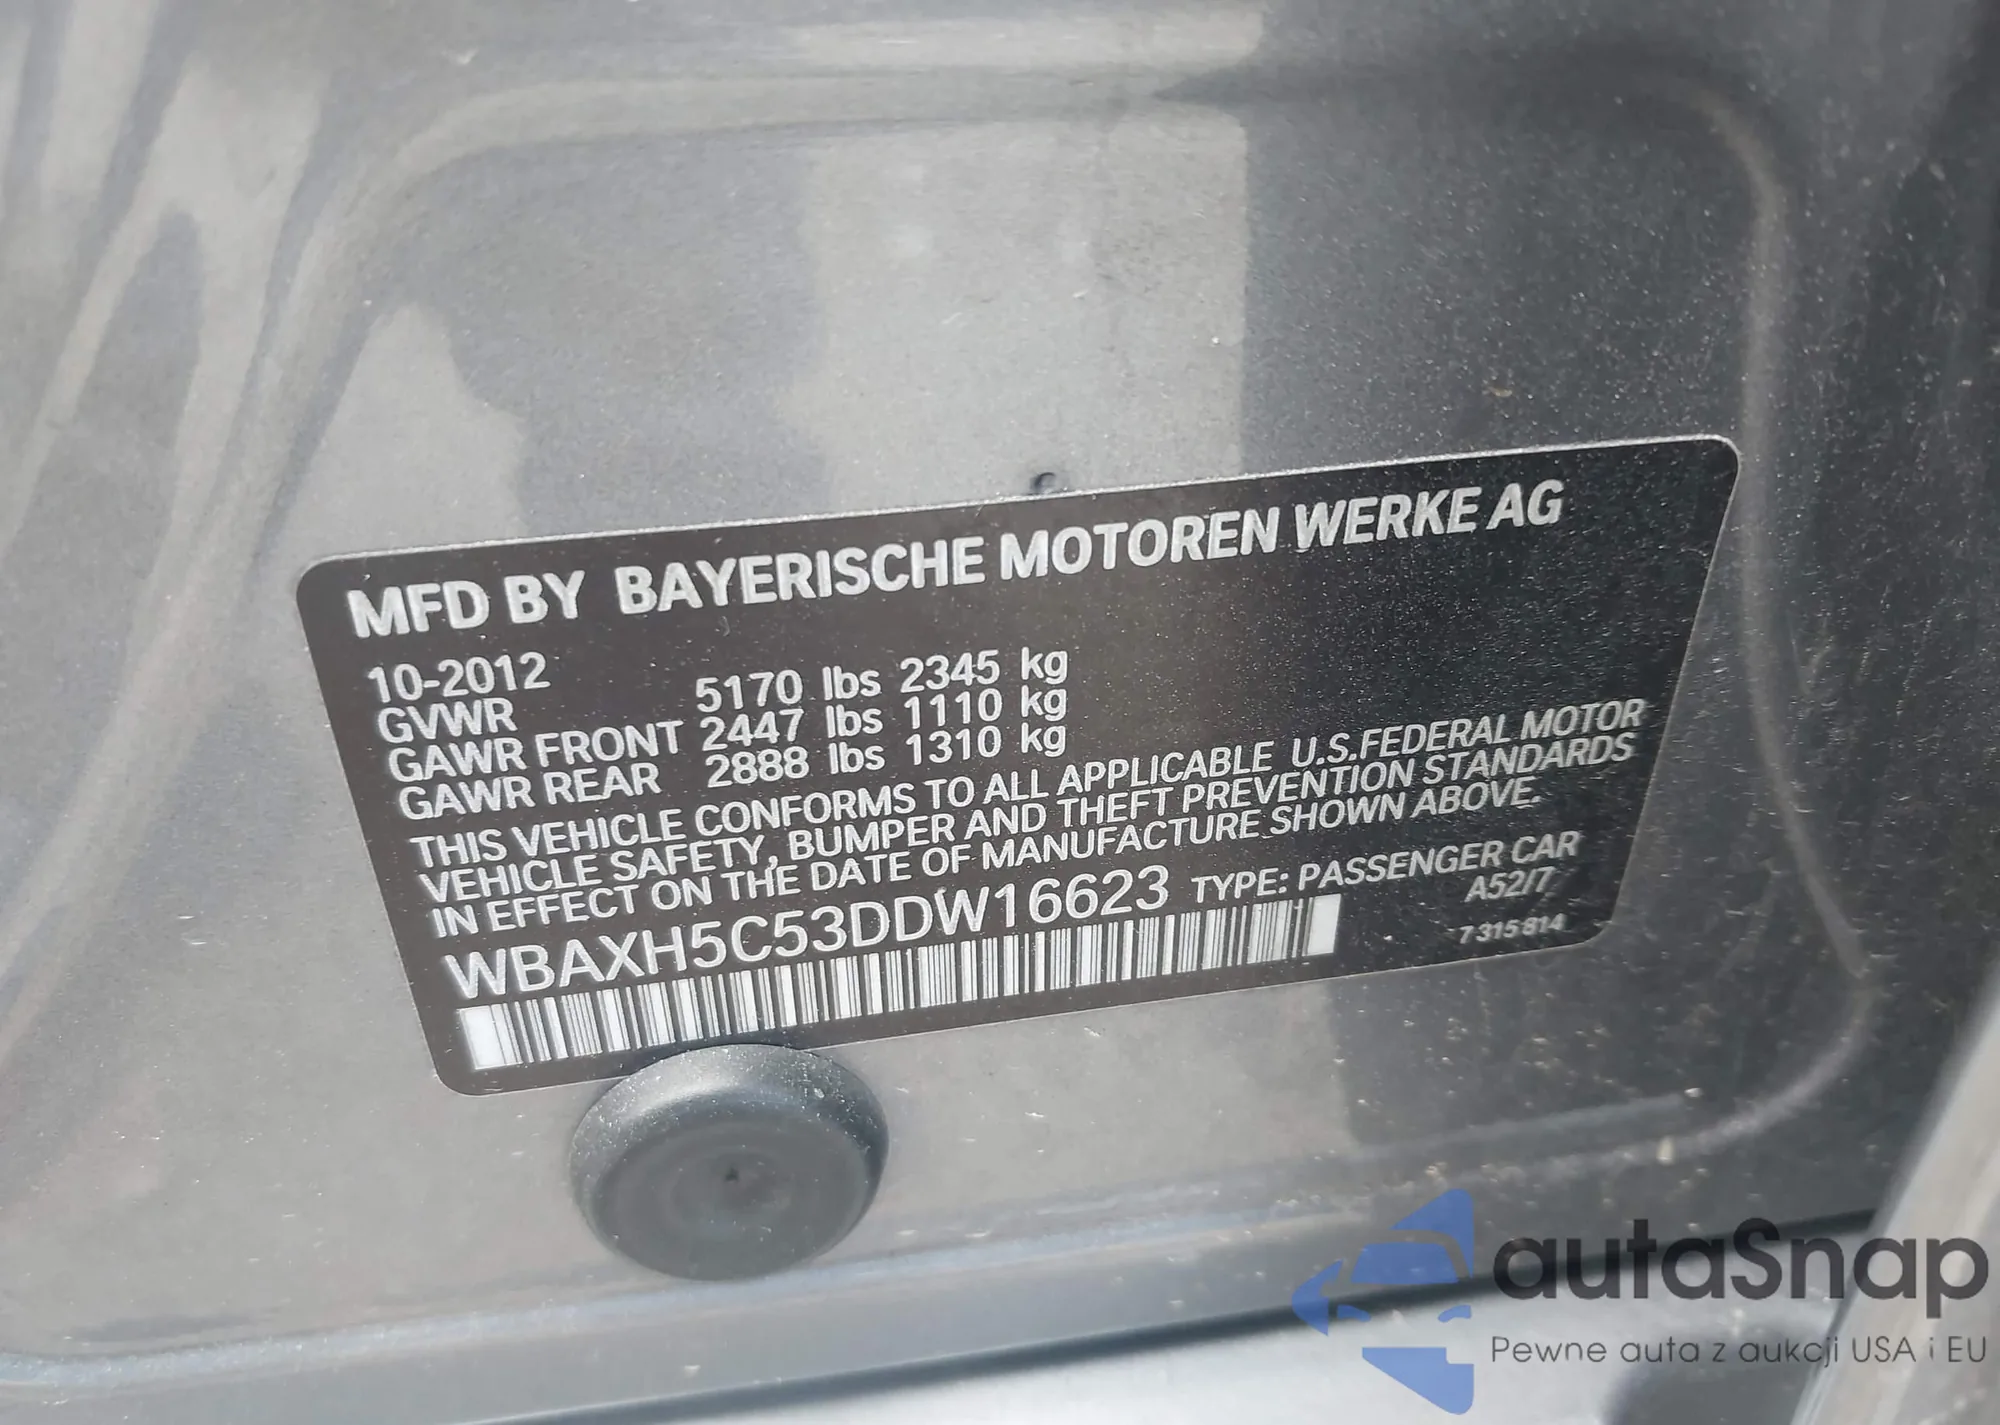 MFD BY BAYERISCHE MOTOREN WERKE AG
10-2012
GVWR 5170 lbs 2345 kg
GAWR FRONT 2447 lbs 1110 kg
GAWR REAR 2888 lbs 1310 kg
THIS VEHICLE CONFORMS TO ALL APPLICABLE U.S.FEDERAL MOTOR
VEHICLE SAFETY, BUMPER AND THEFT PREVENTION STANDARDS
IN EFFECT ON THE DATE OF MANUFACTURE SHOWN ABOVE.
WBAXH5C53DDW16623 TYPE: PASSENGER CAR
A52/7
7 315 814
autaSnap
Pewne auta z aukcji USA i EU